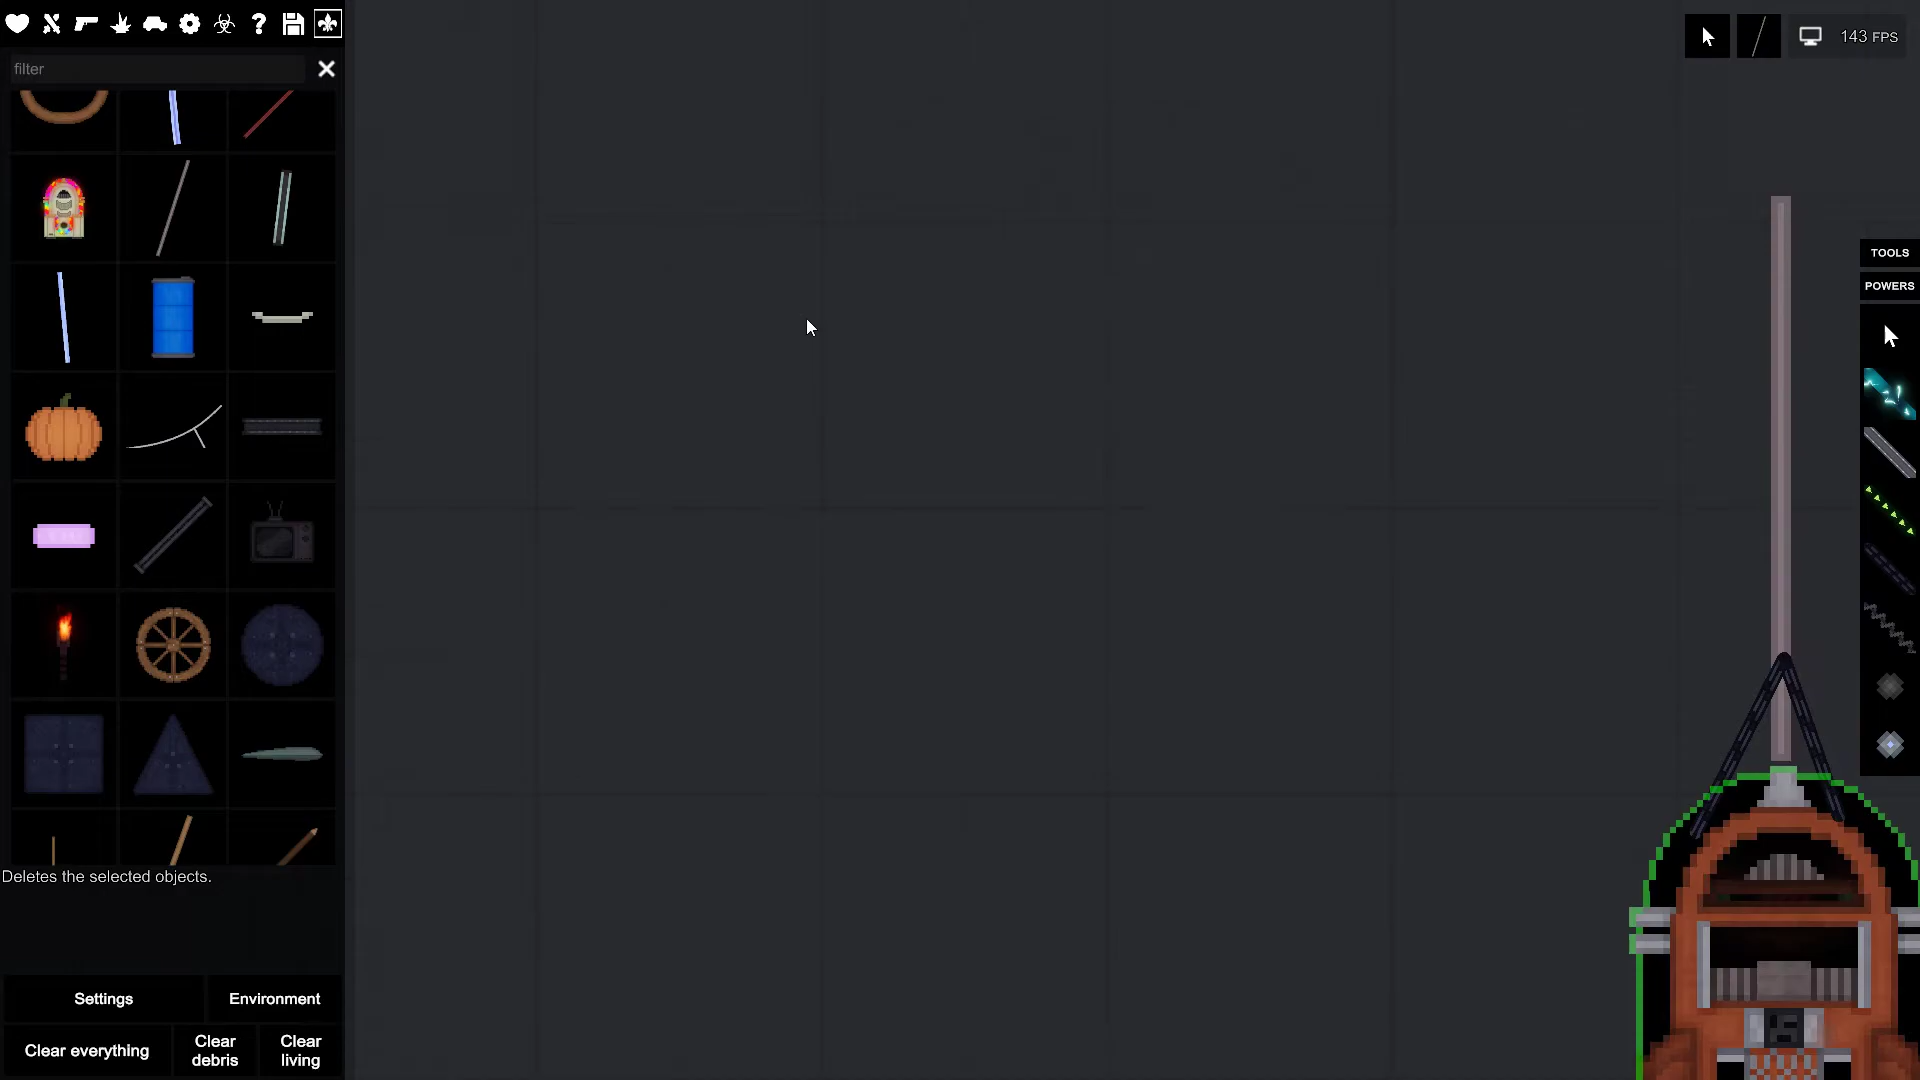 filter
143 FPS
TOOLS
POWERS
Deletes the selected objects.
Settings
Environment
Clear everything
Clear
debris
Clear
living